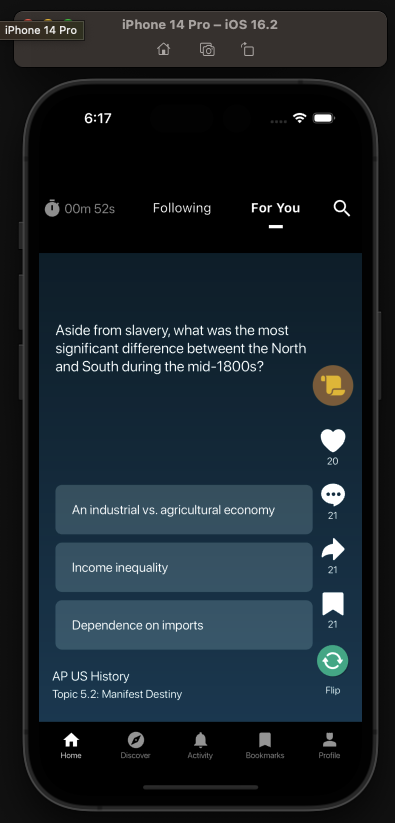 iPhone 14 Pro – iOS 16.2
iPhone 14 Pro
6:17
00m 52s
Following
For You
Aside from slavery, what was the most
significant difference betweent the North
and South during the mid-1800s?
20
An industrial vs. agricultural economy
21
Income inequality
21
Dependence on imports
21
AP US History
Topic 5.2: Manifest Destiny
Flip
Home
Discover
Activity
Bookmarks
Profile